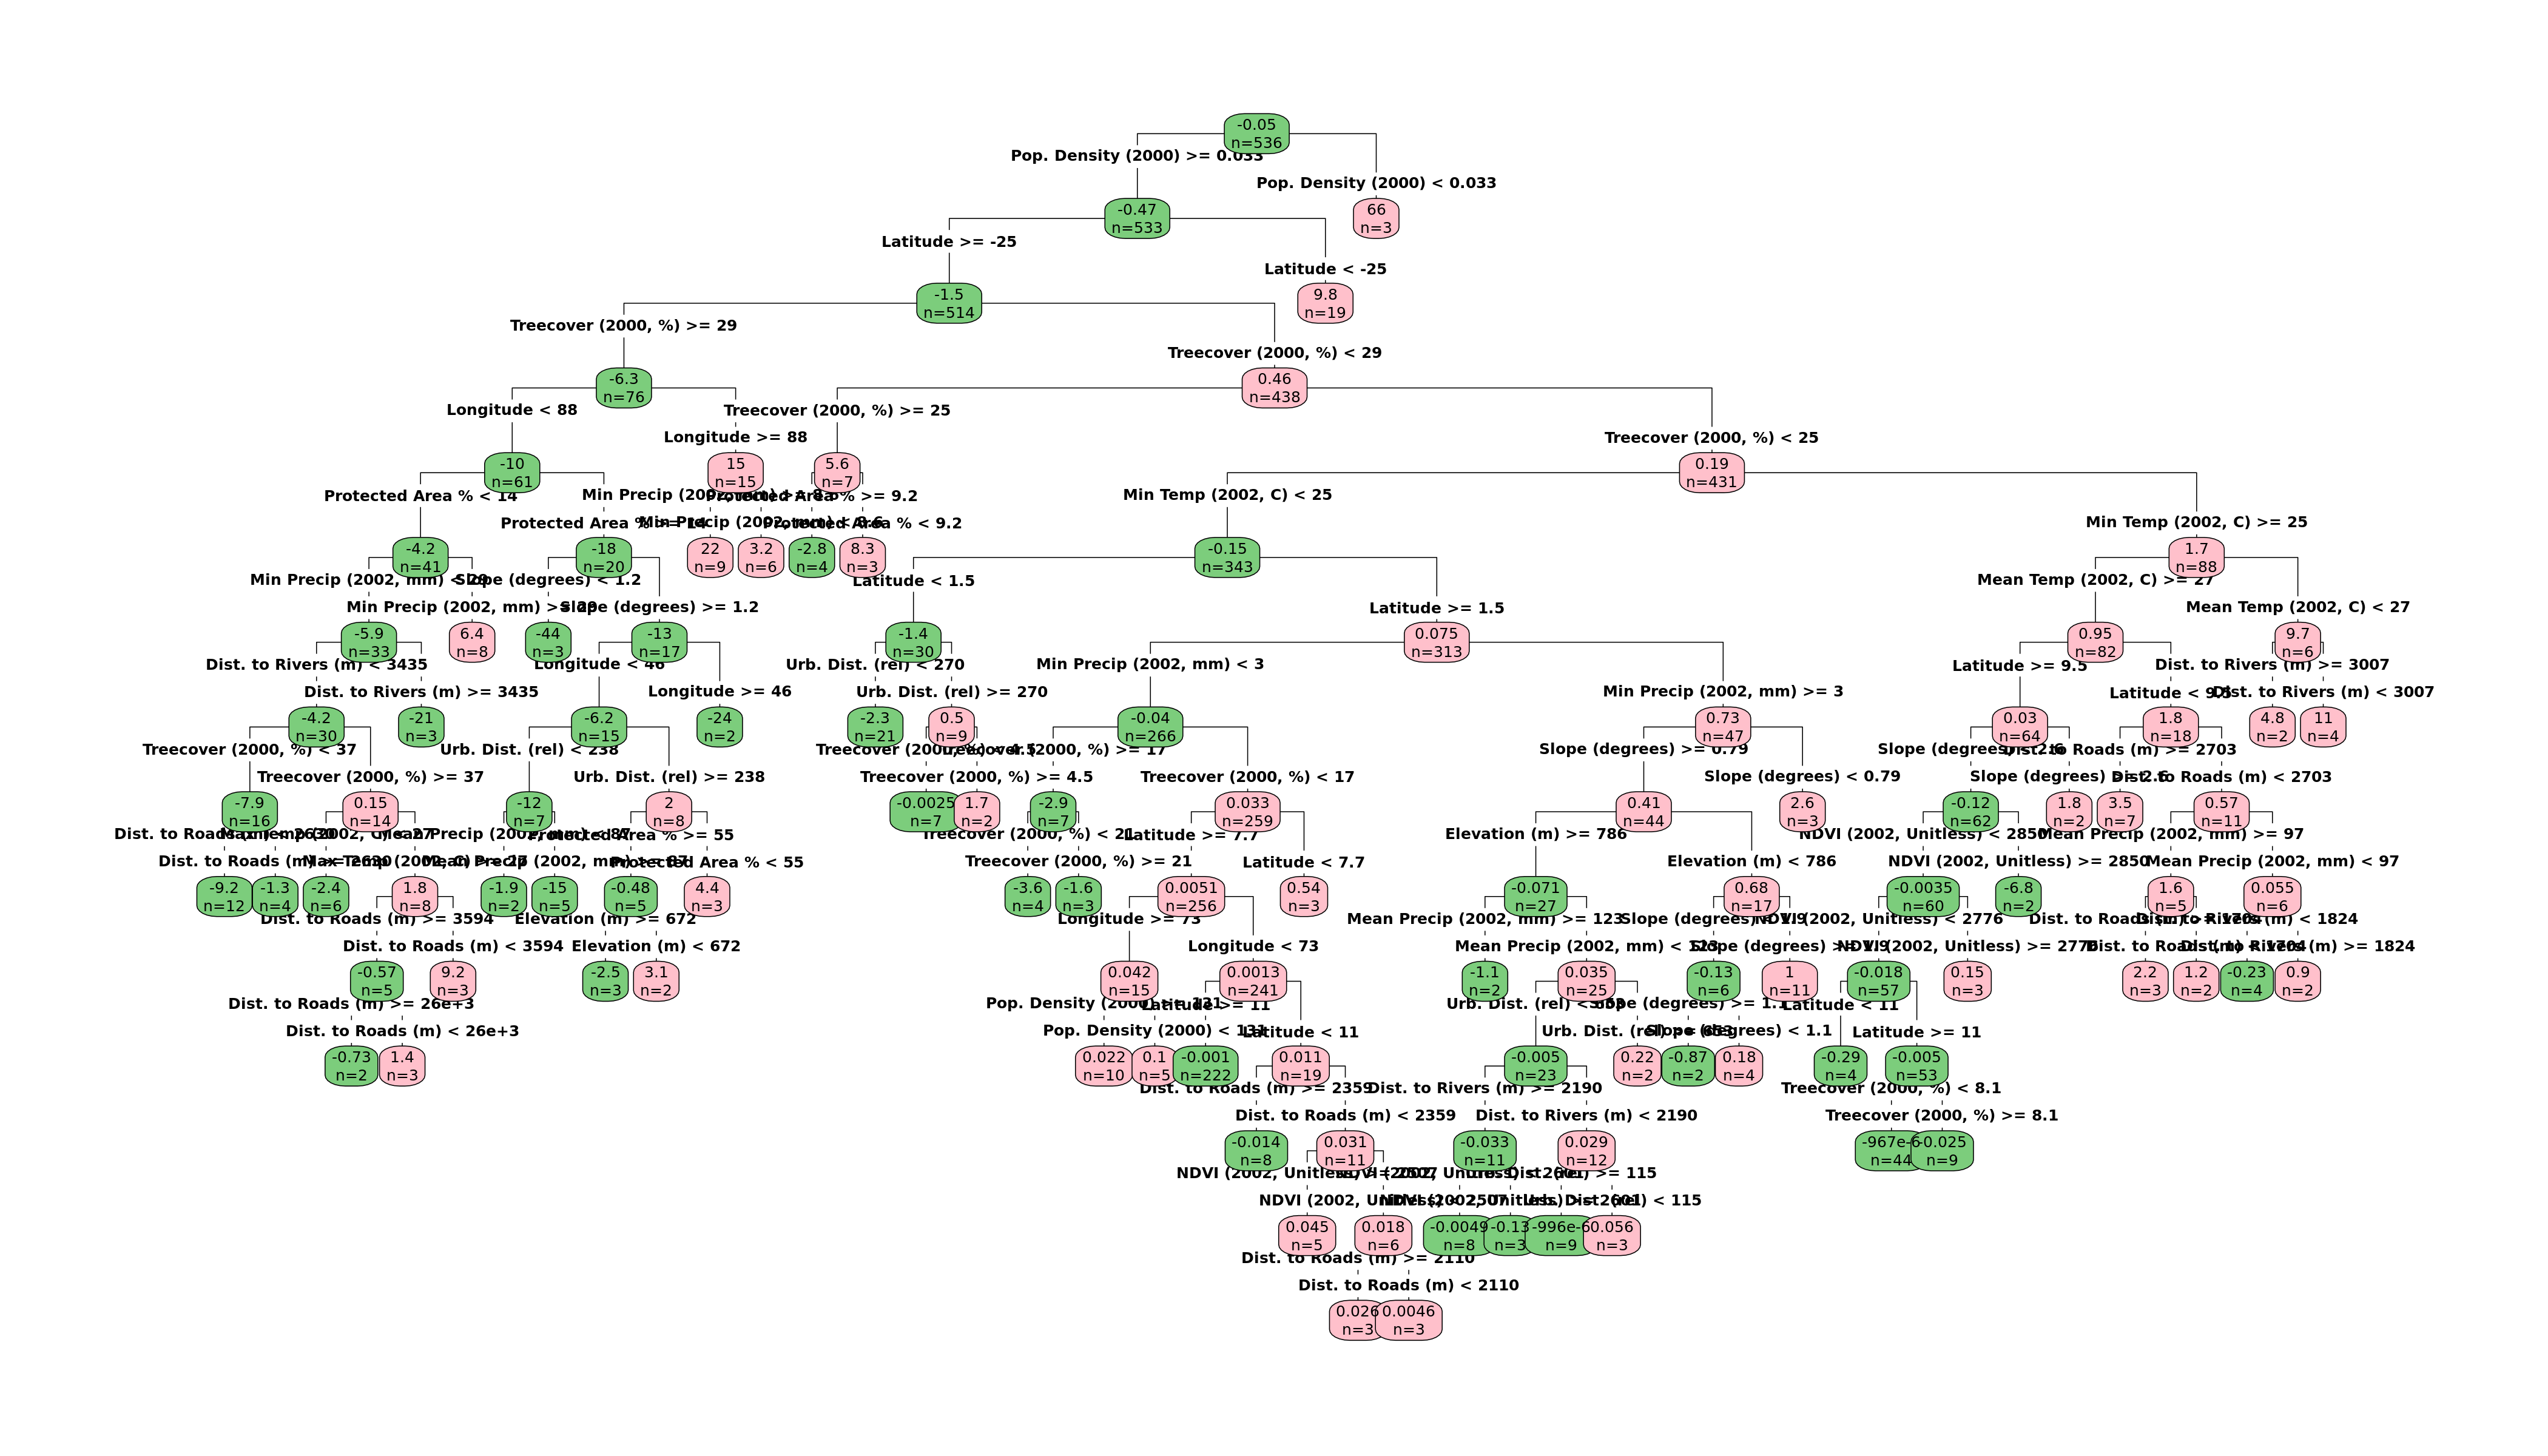 -0.05
n=536
Pop. Density (2000) >= 0.033
Pop. Density (2000) < 0.033
-0.47
n=533
66
n=3
Latitude >= -25
Latitude < -25
-1.5
n=514
9.8
n=19
Treecover (2000, %) >= 29
Treecover (2000, %) < 29
-6.3
n=76
0.46
n=438
Longitude < 88
Treecover (2000, %) >= 25
Longitude >= 88
Treecover (2000, %) < 25
-10
n=61
15
n=15
5.6
n=7
0.19
n=431
Protected Area % < 14
Protected Area % >= 9.2
Min Temp (2002, C) < 25
Protected Area % >= 14
Min Precip (2002, mm) < 8.6
Protected Area % < 9.2
Min Temp (2002, C) >= 25
-4.2
n=41
-18
n=20
22
n=9
3.2
n=6
-2.8
n=4
8.3
n=3
-0.15
n=343
1.7
n=88
Min Precip (2002, mm) < 29
Slope (degrees) < 1.2
Latitude < 1.5
Mean Temp (2002, C) >= 27
Min Precip (2002, mm) >= 29
Slope (degrees) >= 1.2
Latitude >= 1.5
Mean Temp (2002, C) < 27
-5.9
n=33
6.4
n=8
-44
n=3
-13
n=17
-1.4
n=30
0.075
n=313
0.95
n=82
9.7
n=6
Dist. to Rivers (m) < 3435
Longitude < 46
Urb. Dist. (rel) < 270
Min Precip (2002, mm) < 3
Latitude >= 9.5
Dist. to Rivers (m) >= 3007
Dist. to Rivers (m) >= 3435
Longitude >= 46
Urb. Dist. (rel) >= 270
Min Precip (2002, mm) >= 3
Latitude < 9.5
Dist. to Rivers (m) < 3007
-4.2
n=30
-21
n=3
-6.2
n=15
-24
n=2
-2.3
n=21
0.5
n=9
-0.04
n=266
0.73
n=47
0.03
n=64
1.8
n=18
4.8
n=2
11
n=4
Treecover (2000, %) < 37
Urb. Dist. (rel) < 238
Treecover (2000, %) < 4.5
Treecover (2000, %) >= 17
Slope (degrees) >= 0.79
Slope (degrees) < 2.6
Dist. to Roads (m) >= 2703
Treecover (2000, %) >= 37
Urb. Dist. (rel) >= 238
Treecover (2000, %) >= 4.5
Treecover (2000, %) < 17
Slope (degrees) < 0.79
Slope (degrees) >= 2.6
Dist. to Roads (m) < 2703
-7.9
n=16
0.15
n=14
-12
n=7
2
n=8
-0.0025
n=7
1.7
n=2
-2.9
n=7
0.033
n=259
0.41
n=44
2.6
n=3
-0.12
n=62
1.8
n=2
3.5
n=7
0.57
n=11
Dist. to Roads (m) < 2630
Max Temp (2002, C) < 27
Mean Precip (2002, mm) < 87
Protected Area % >= 55
Treecover (2000, %) < 21
Latitude >= 7.7
Elevation (m) >= 786
NDVI (2002, Unitless) < 2850
Mean Precip (2002, mm) >= 97
Dist. to Roads (m) >= 2630
Max Temp (2002, C) >= 27
Mean Precip (2002, mm) >= 87
Protected Area % < 55
Treecover (2000, %) >= 21
Latitude < 7.7
Elevation (m) < 786
NDVI (2002, Unitless) >= 2850
Mean Precip (2002, mm) < 97
-9.2
n=12
-1.3
n=4
-2.4
n=6
1.8
n=8
-1.9
n=2
-15
n=5
-0.48
n=5
4.4
n=3
-3.6
n=4
-1.6
n=3
0.0051
n=256
0.54
n=3
-0.071
n=27
0.68
n=17
-0.0035
n=60
-6.8
n=2
1.6
n=5
0.055
n=6
Dist. to Roads (m) >= 3594
Elevation (m) >= 672
Longitude >= 73
Mean Precip (2002, mm) >= 123
Slope (degrees) < 1.9
NDVI (2002, Unitless) < 2776
Dist. to Roads (m) >= 1704
Dist. to Rivers (m) < 1824
Dist. to Roads (m) < 3594
Elevation (m) < 672
Longitude < 73
Mean Precip (2002, mm) < 123
Slope (degrees) >= 1.9
NDVI (2002, Unitless) >= 2776
Dist. to Roads (m) < 1704
Dist. to Rivers (m) >= 1824
-0.57
n=5
9.2
n=3
-2.5
n=3
3.1
n=2
0.042
n=15
0.0013
n=241
-1.1
n=2
0.035
n=25
-0.13
n=6
1
n=11
-0.018
n=57
0.15
n=3
2.2
n=3
1.2
n=2
-0.23
n=4
0.9
n=2
Dist. to Roads (m) >= 26e+3
Pop. Density (2000) >= 131
Latitude >= 11
Urb. Dist. (rel) < 653
Slope (degrees) >= 1.1
Latitude < 11
Dist. to Roads (m) < 26e+3
Pop. Density (2000) < 131
Latitude < 11
Urb. Dist. (rel) >= 653
Slope (degrees) < 1.1
Latitude >= 11
-0.73
n=2
1.4
n=3
0.022
n=10
0.1
n=5
-0.001
n=222
0.011
n=19
-0.005
n=23
0.22
n=2
-0.87
n=2
0.18
n=4
-0.29
n=4
-0.005
n=53
Dist. to Roads (m) >= 2359
Dist. to Rivers (m) >= 2190
Treecover (2000, %) < 8.1
Dist. to Roads (m) < 2359
Dist. to Rivers (m) < 2190
Treecover (2000, %) >= 8.1
-0.014
n=8
0.031
n=11
-0.033
n=11
0.029
n=12
-967e-6
n=44
-0.025
n=9
NDVI (2002, Unitless) >= 2507
NDVI (2002, Unitless) < 2601
Urb. Dist. (rel) >= 115
NDVI (2002, Unitless) < 2507
NDVI (2002, Unitless) >= 2601
Urb. Dist. (rel) < 115
0.045
n=5
0.018
n=6
-0.0049
n=8
-0.13
n=3
-996e-6
n=9
0.056
n=3
Dist. to Roads (m) >= 2110
Dist. to Roads (m) < 2110
0.026
n=3
0.0046
n=3